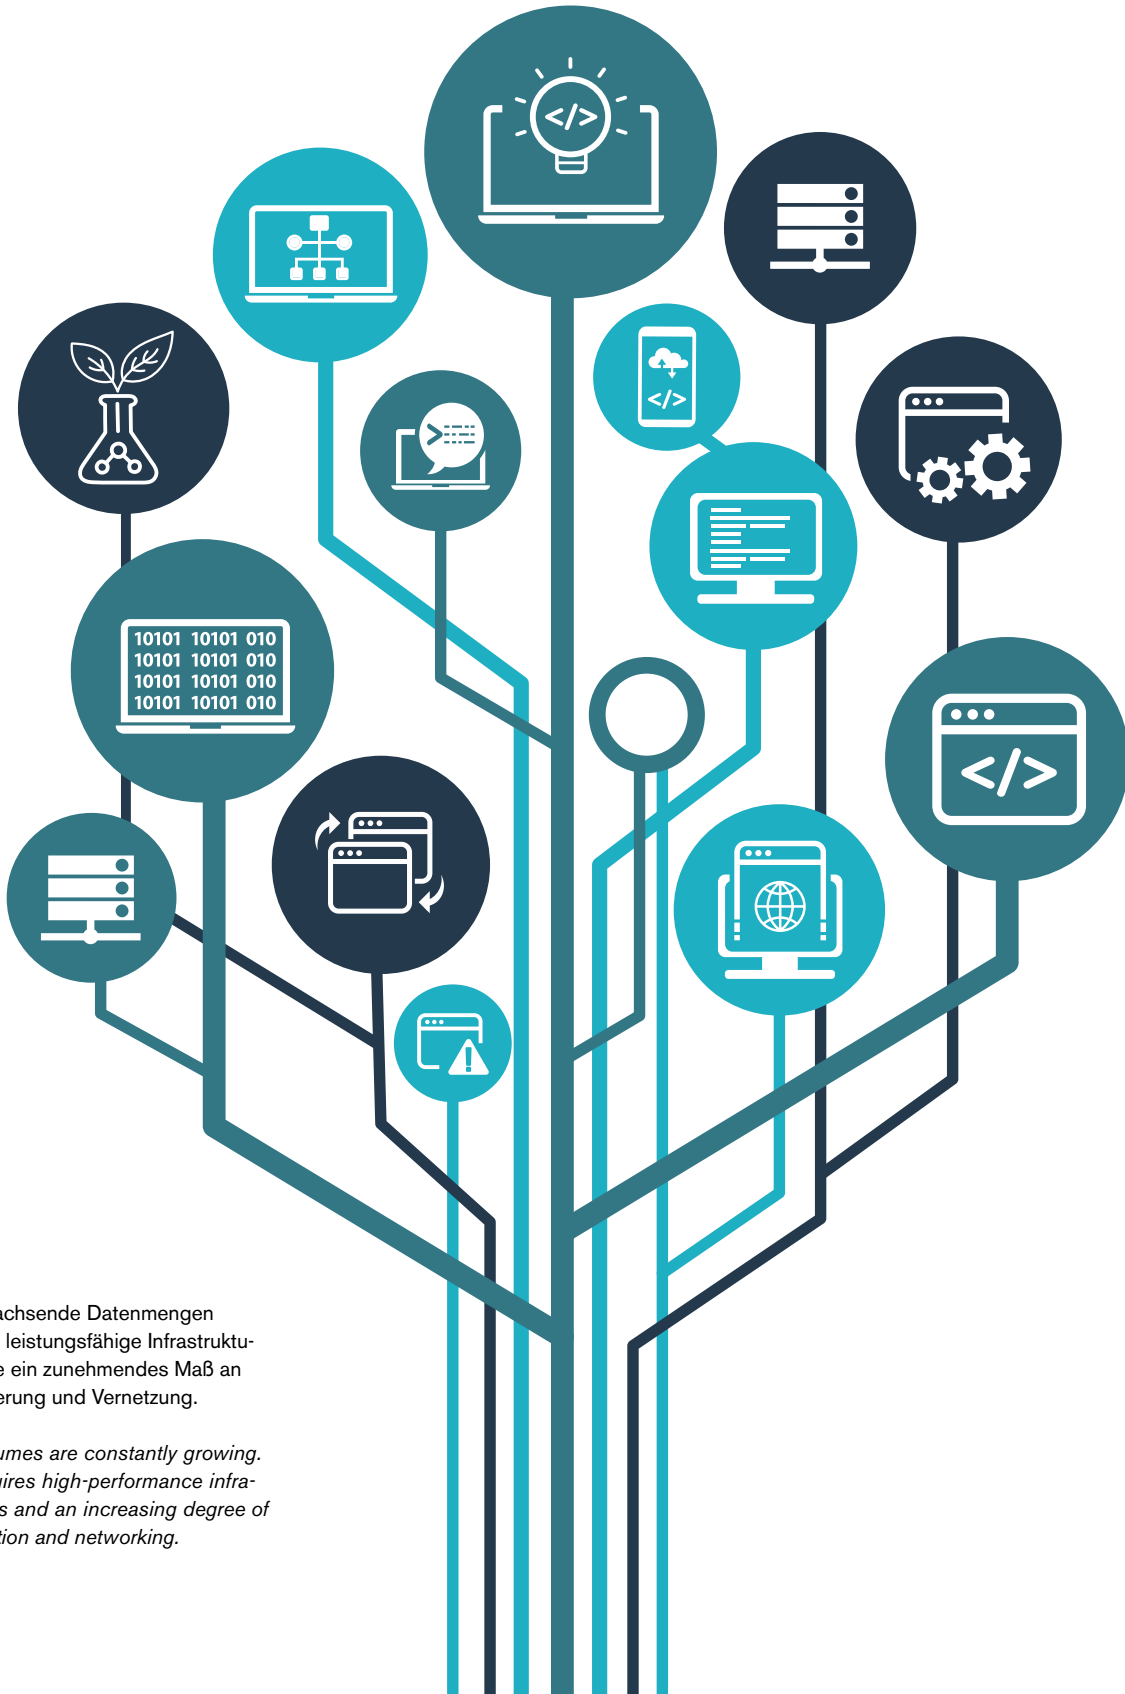 </>
</>
10101 10101 010
10101 10101 010
10101 10101 010
10101 10101 010
</>
achsende Datenmengen
leistungsfähige Infrastruktu-
e ein zunehmendes Maß an
erung und Vernetzung.
umes are constantly growing.
uires high-performance infra-
s and an increasing degree of
tion and networking.